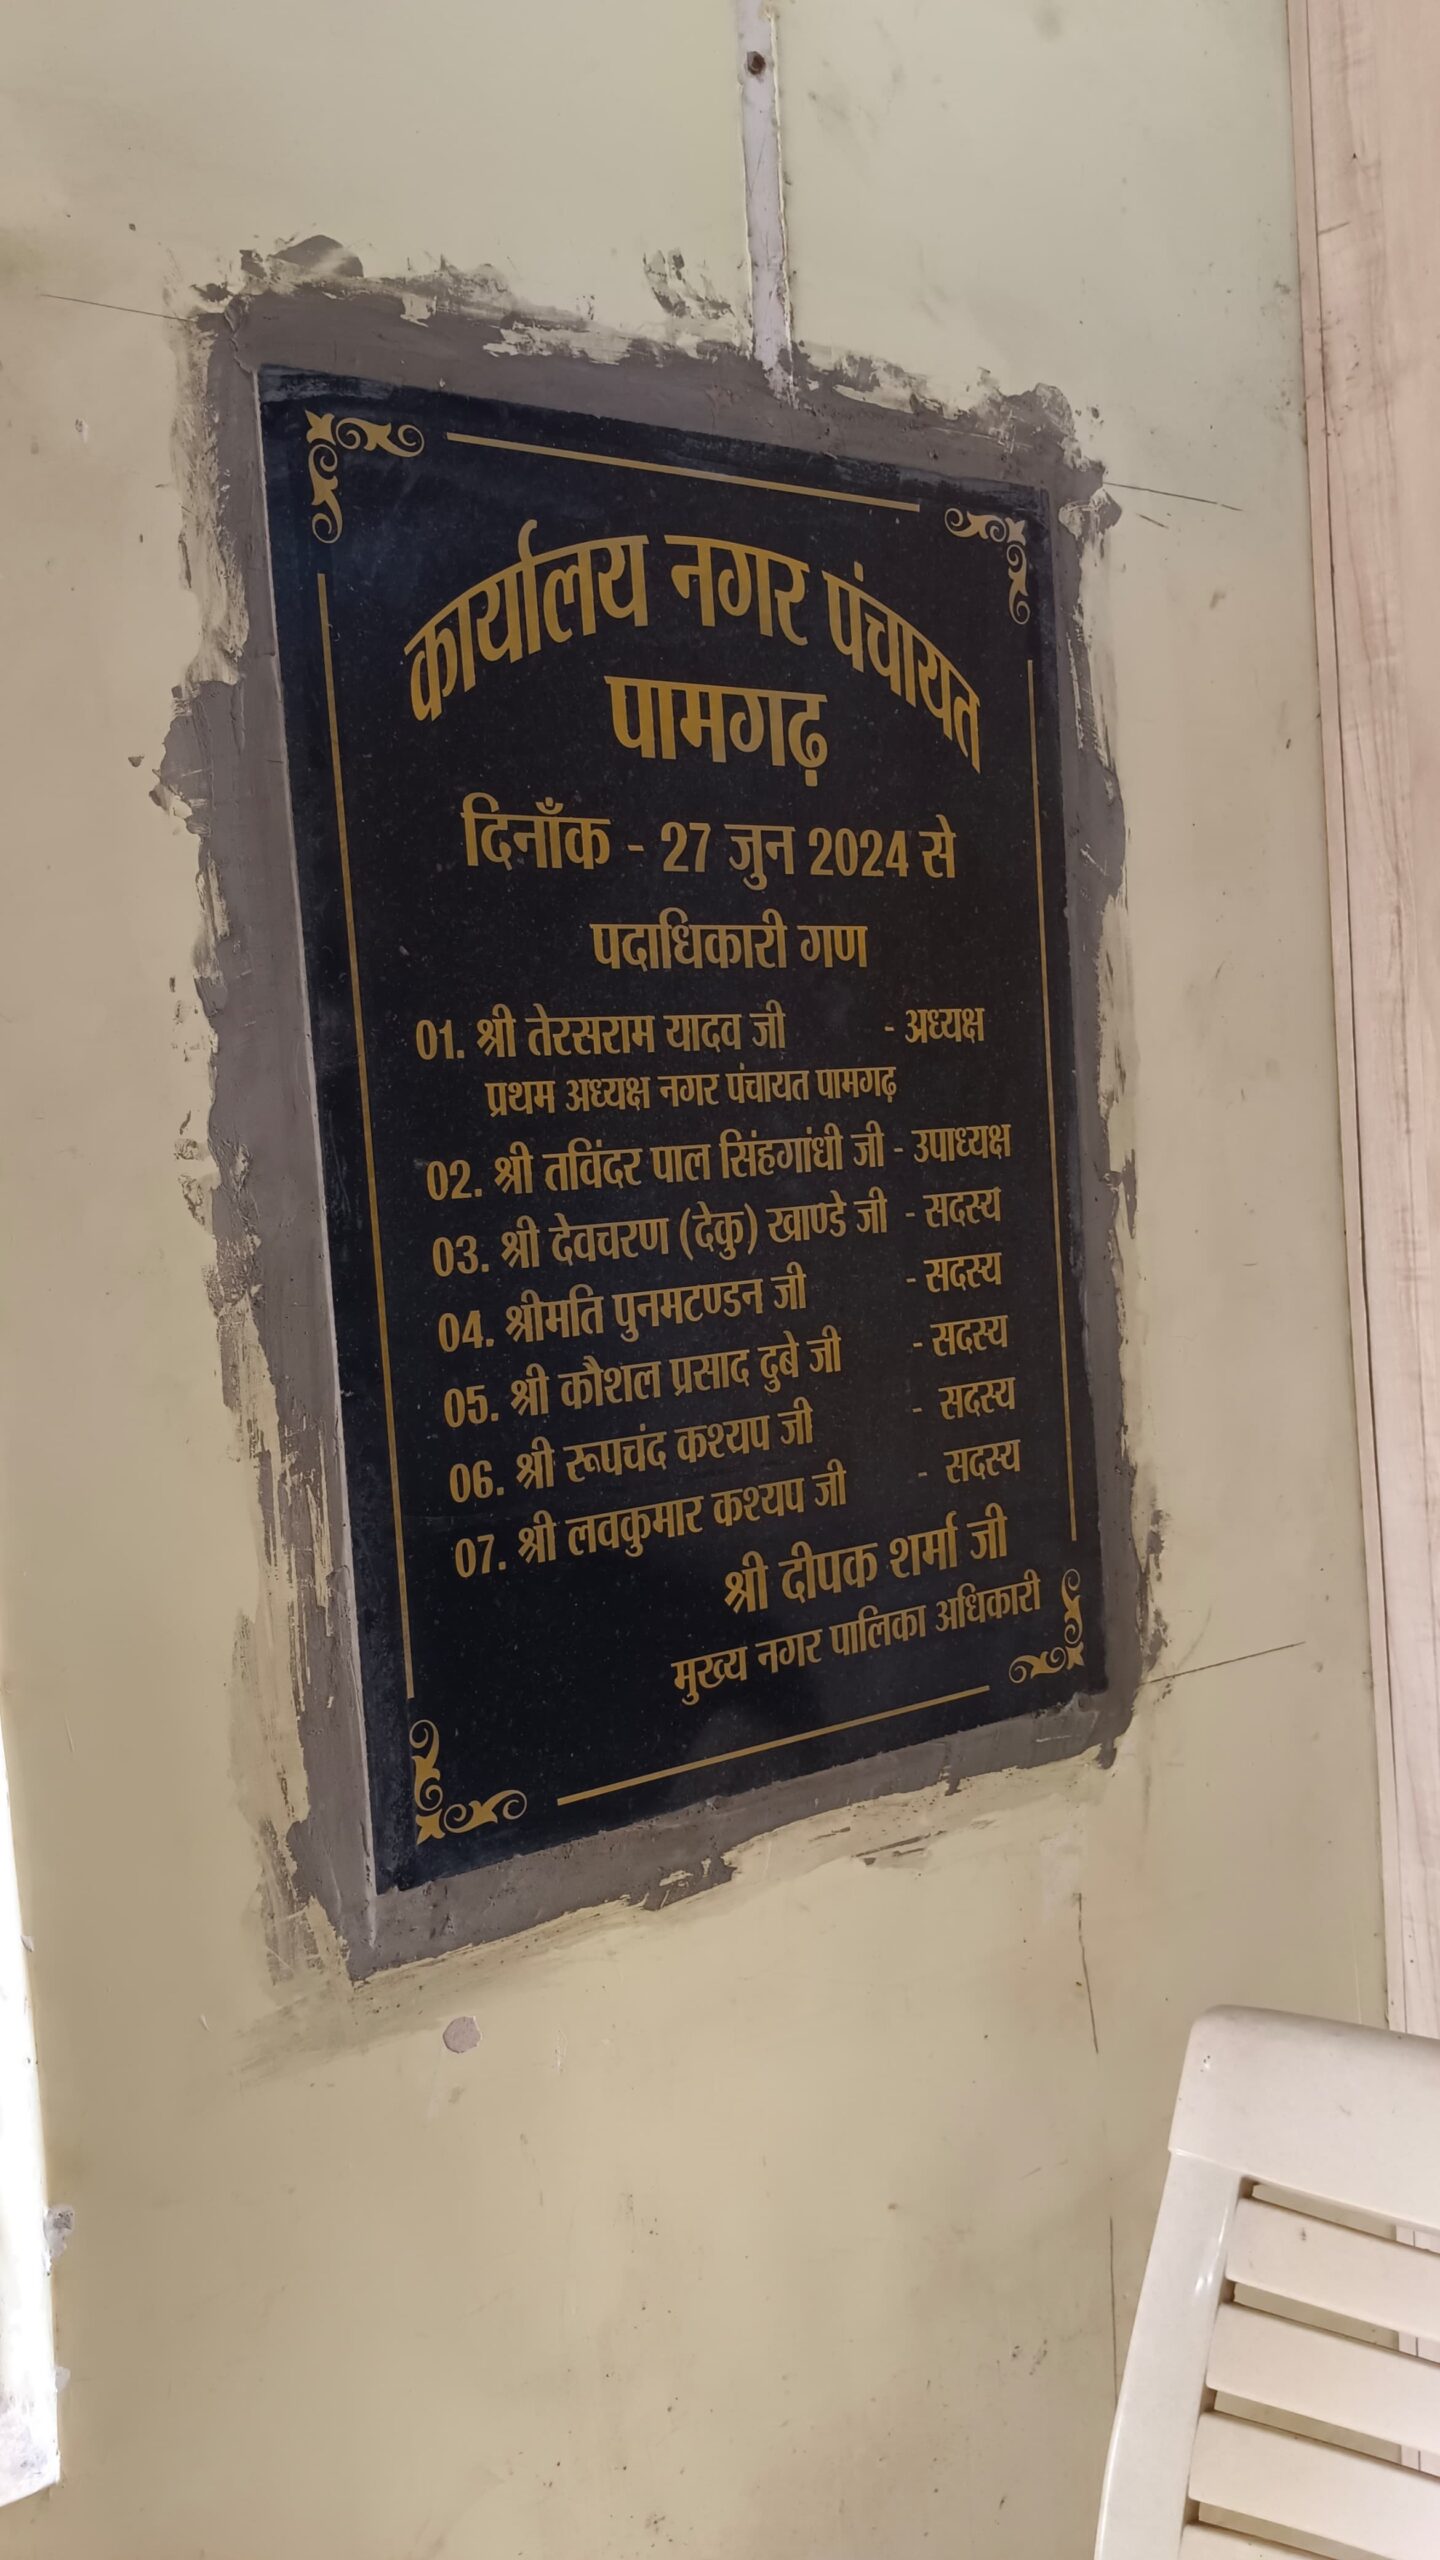 कार्यालय नगर पंचायत
पामगढ़
दिनाँक - 27 जुन 2024 से
पदाधिकारी गण
01. श्री तेरसराम यादव जी - अध्यक्ष
प्रथम अध्यक्ष नगर पंचायत पामगढ़
02. श्री तविंदर पाल सिंहगांधी जी - उपाध्यक्ष
03. श्री देवचरण (देकु) खाण्डे जी - सदस्य
04. श्रीमति पुनमटण्डन जी - सदस्य
05. श्री कौशल प्रसाद दुबे जी - सदस्य
06. श्री रूपचंद कश्यप जी - सदस्य
07. श्री लवकुमार कश्यप जी - सदस्य
श्री दीपक शर्मा जी
मुख्य नगर पालिका अधिकारी